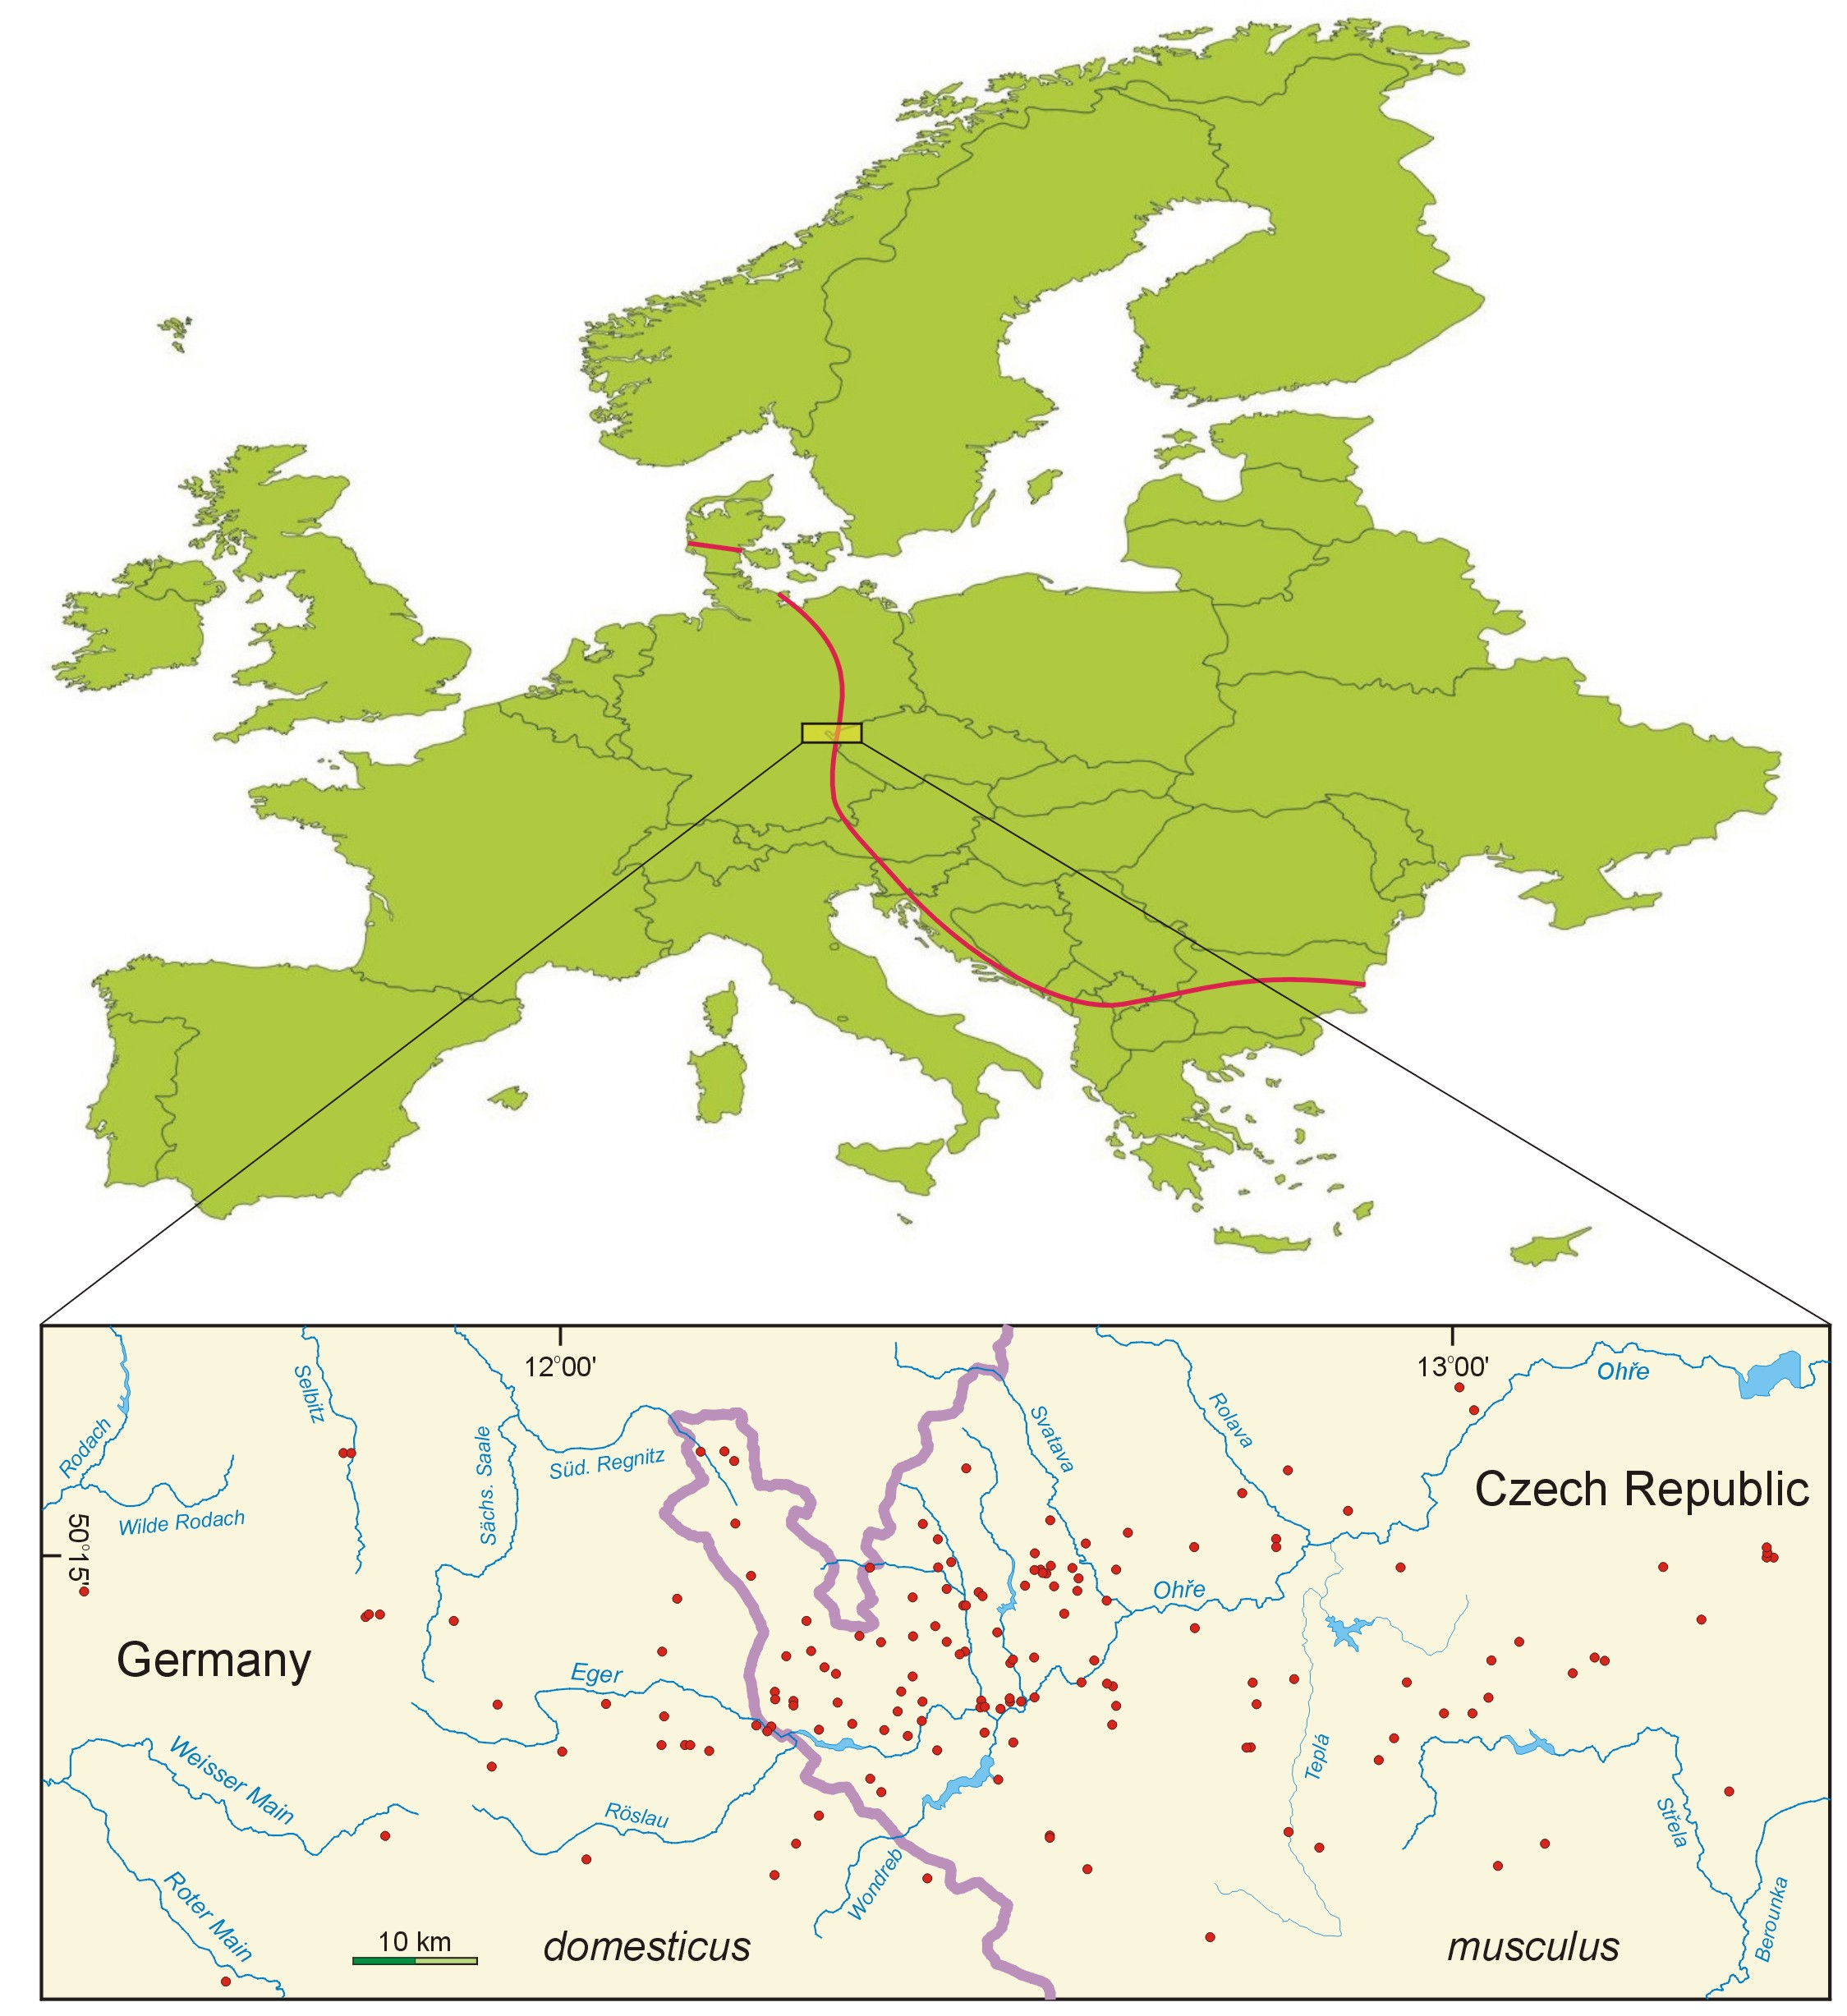 12°00'
13°00'
Ohře
Selbitz
Rodach
Svatava
Rolava
Sächs. Saale
Süd. Regnitz
Czech Republic
Wilde Rodach
50°15'
Ohře
Germany
Eger
Teplá
Weisser Main
Röslau
Střela
Wondreb
Roter Main
Berounka
10 km
domesticus
musculus